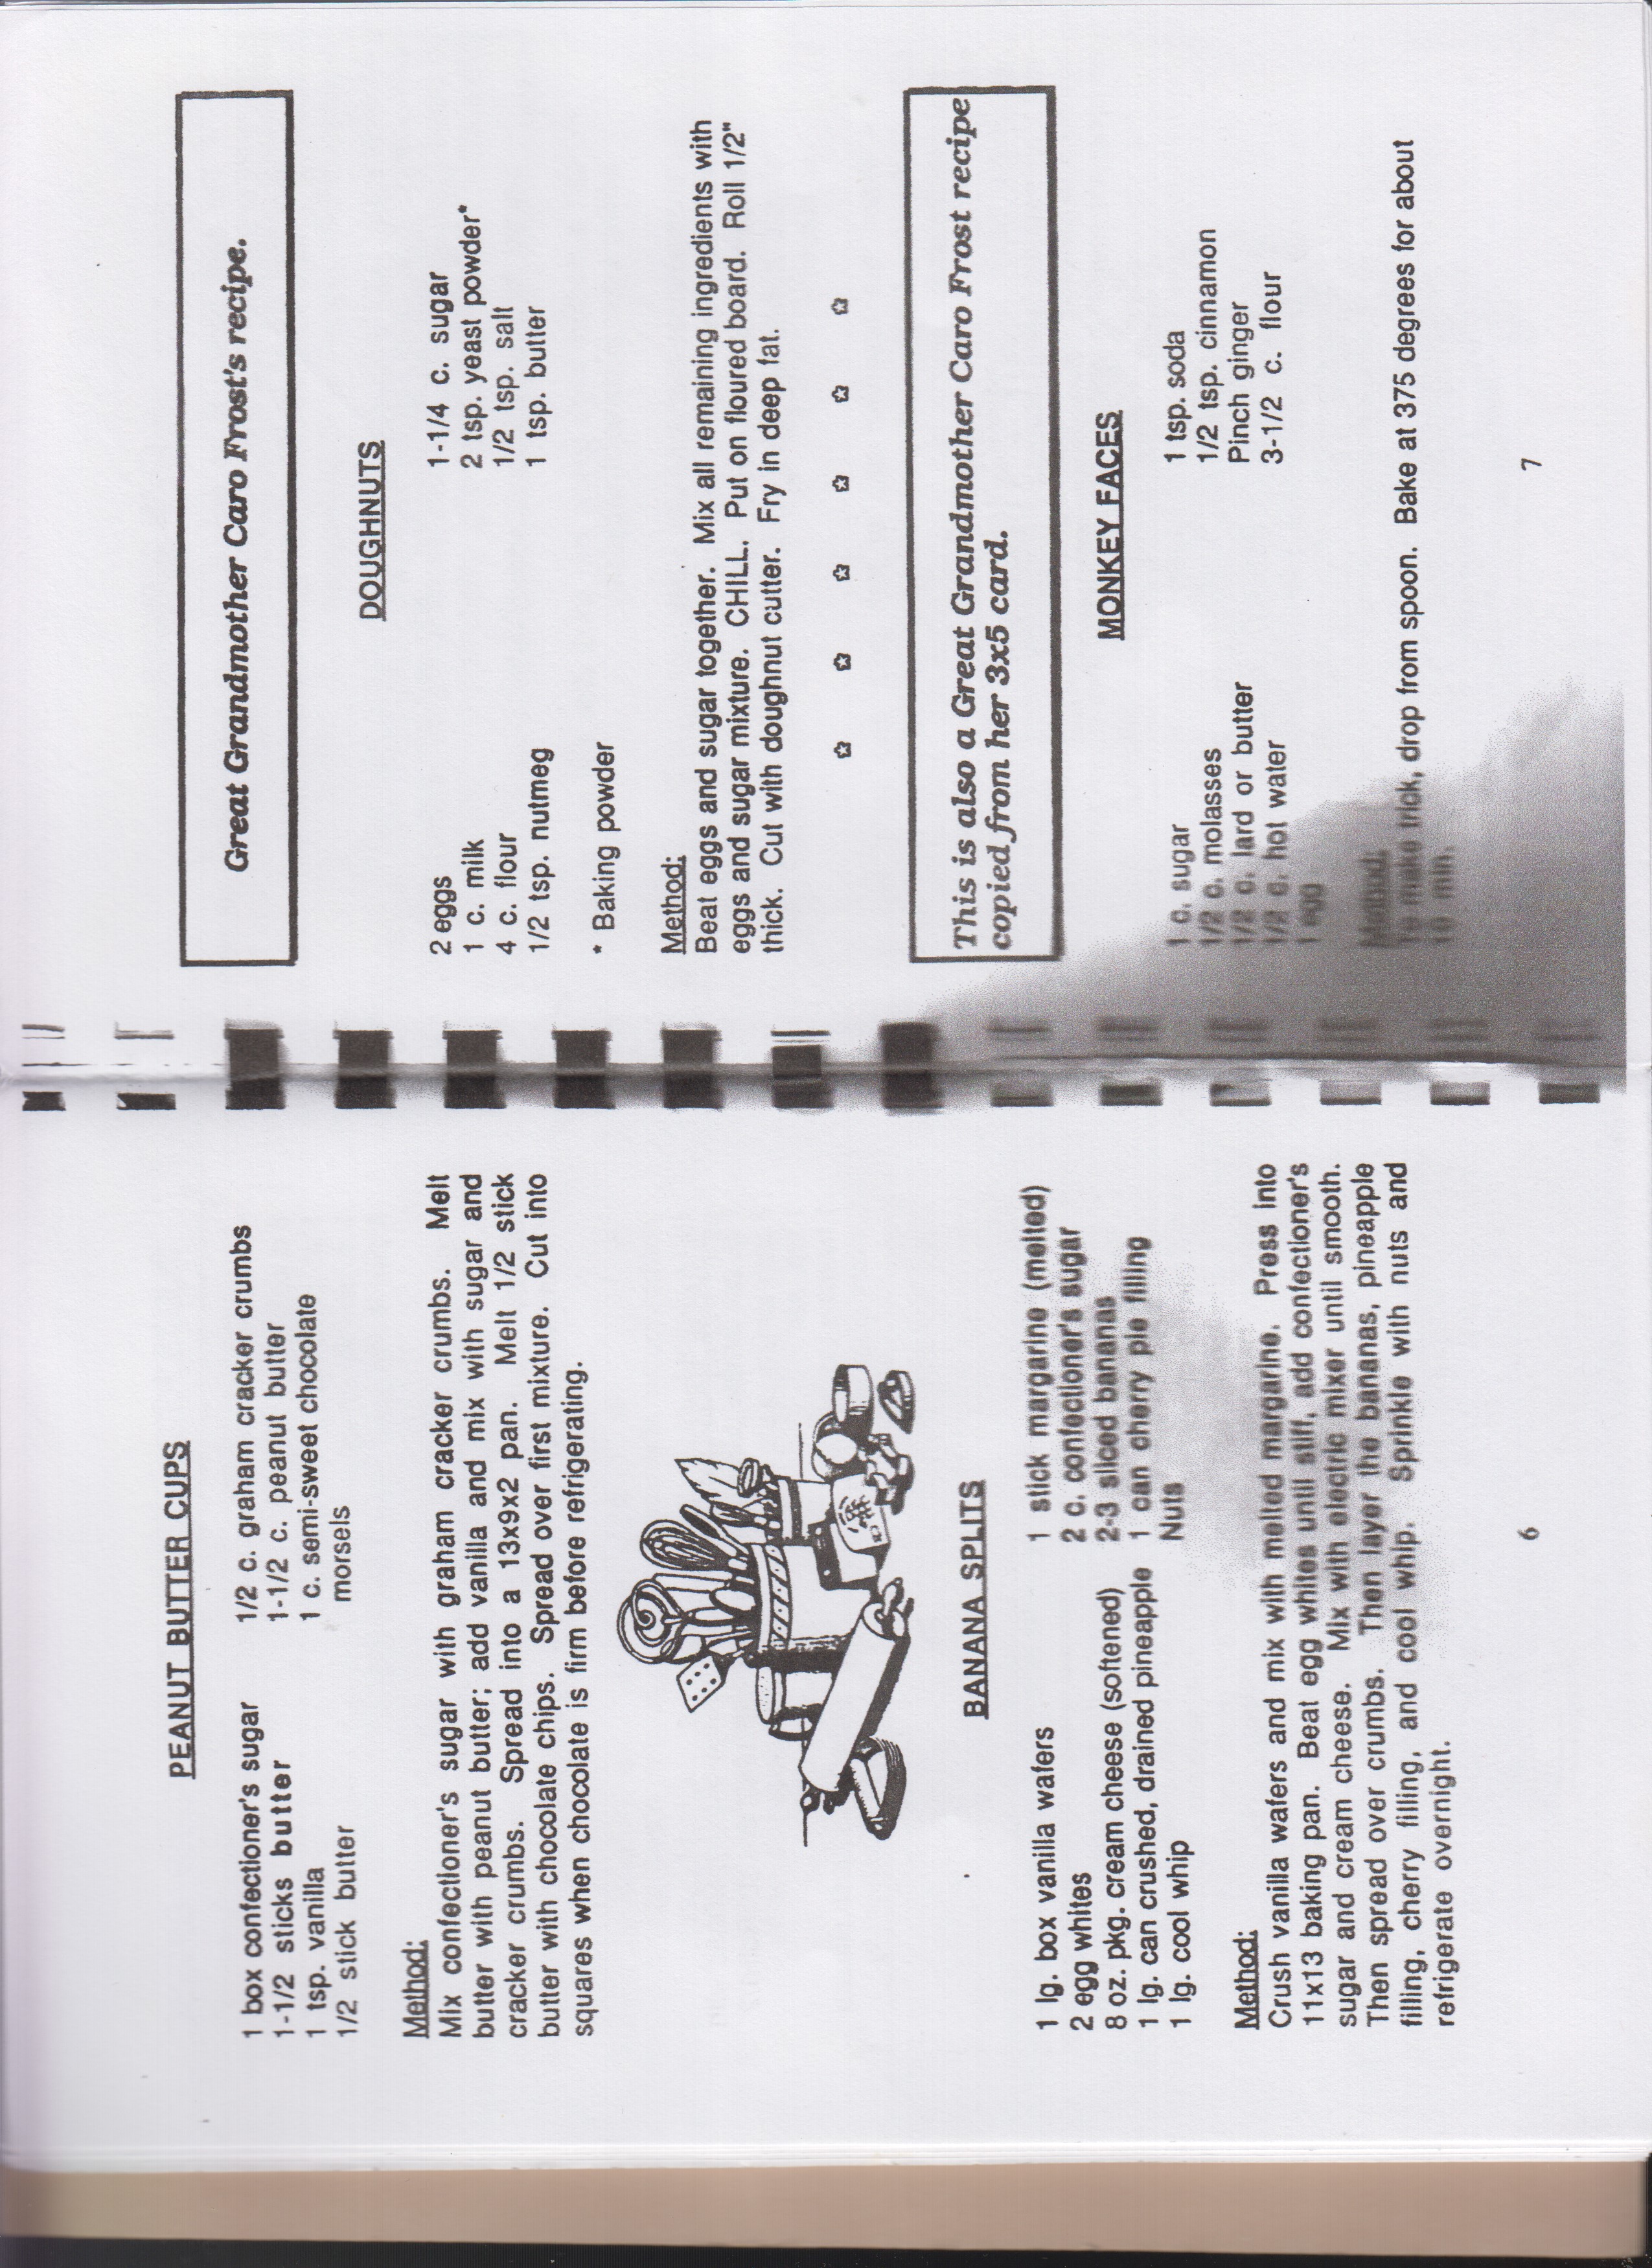 PEANUT BUTTER CUPS
1 box confectioner's sugar
1-1/2 sticks butter
1 tsp. vanilla
1/2 stick butter
1/2 c. graham cracker crumbs
1-1/2 c. peanut butter
1 c. semi-sweet chocolate
morsels
Method:
Mix confectioner's sugar with graham cracker crumbs. Melt
butter with peanut butter; add vanilla and mix with sugar and
cracker crumbs. Spread into a 13x9x2 pan. Melt 1/2 stick
butter with chocolate chips. Spread over first mixture. Cut into
squares when chocolate is firm before refrigerating.
BANANA SPLITS
1 lg. box vanilla wafers
2 egg whites
8 oz. pkg. cream cheese (softened)
1 lg. can crushed, drained pineapple
1 lg. cool whip
1 stick margarine (melted)
2 c. confectioner's sugar
2-3 sliced bananas
1 can cherry pie filling
Nuts
Method:
Crush vanilla wafers and mix with melted margarine. Press into
11x13 baking pan. Beat egg whites until stiff, add confectioner's
sugar and cream cheese. Mix with electric mixer until smooth.
Then spread over crumbs. Then layer the bananas, pineapple
filling, cherry filling, and cool whip. Sprinkle with nuts and
refrigerate overnight.
6
Great Grandmother Caro Frost's recipe.
DOUGHNUTS
2 eggs
1 c. milk
4 c. flour
1/2 tsp. nutmeg
1-1/4 c. sugar
2 tsp. yeast powder*
1/2 tsp. salt
1 tsp. butter
* Baking powder
Method:
Beat eggs and sugar together. Mix all remaining ingredients with
eggs and sugar mixture. CHILL. Put on floured board. Roll 1/2"
thick. Cut with doughnut cutter. Fry in deep fat.
This is also a Great Grandmother Caro Frost recipe
copied from her 3x5 card.
MONKEY FACES
1 c. sugar
1/2 c. molasses
1/2 c. lard or butter
1/2 c. hot water
1 egg
1 tsp. soda
1/2 tsp. cinnamon
Pinch ginger
3-1/2 c. flour
Method:
To make trick, drop from spoon. Bake at 375 degrees for about
10 min.
7